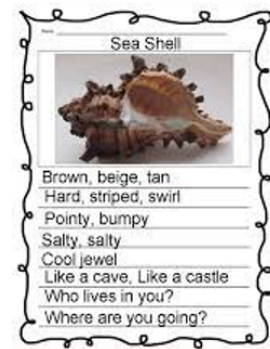 Sea Shell
Brown, beige, tan
Hard, striped, swirl
Pointy, bumpy
Salty, salty
Cool jewel
Like a cave, Like a castle
Who lives in you?
Where are you going?